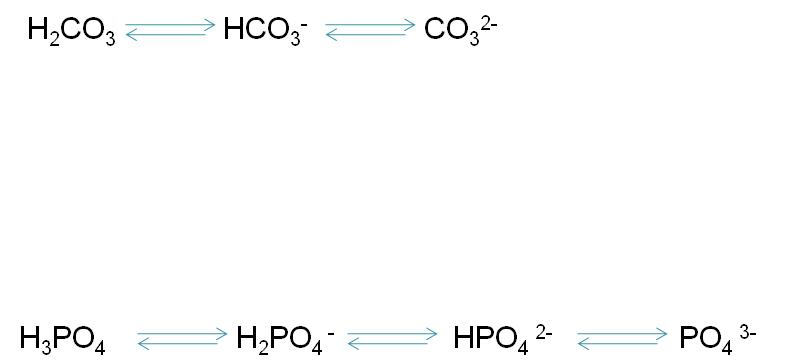 H₂CO₃ ⇌ HCO₃⁻ ⇌ CO₃²⁻
H₃PO₄ ⇌ H₂PO₄⁻ ⇌ HPO₄²⁻ ⇌ PO₄³⁻